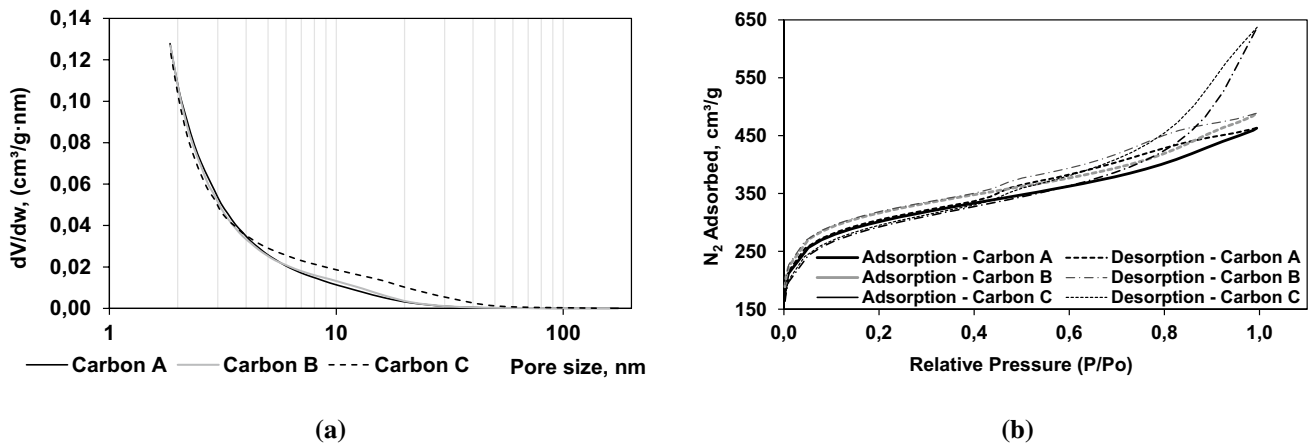 0,14
0,12
0,10
0,08
0,06
0,04
0,02
0,00
dV/dw, (cm³/g·nm)
1
10
100
Carbon A
Carbon B
Carbon C
Pore size, nm
(a)
650
550
450
350
250
150
N₂ Adsorbed, cm³/g
Adsorption - Carbon A
Desorption - Carbon A
Adsorption - Carbon B
Desorption - Carbon B
Adsorption - Carbon C
Desorption - Carbon C
0,0
0,2
0,4
0,6
0,8
1,0
Relative Pressure (P/Po)
(b)